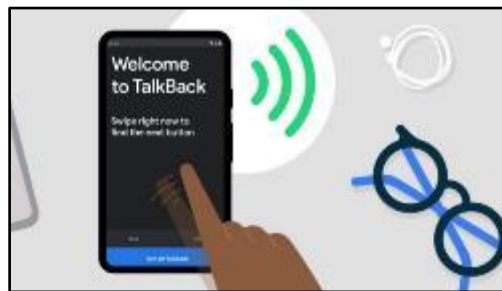 Welcome
to TalkBack
Swipe right now to
find the next button